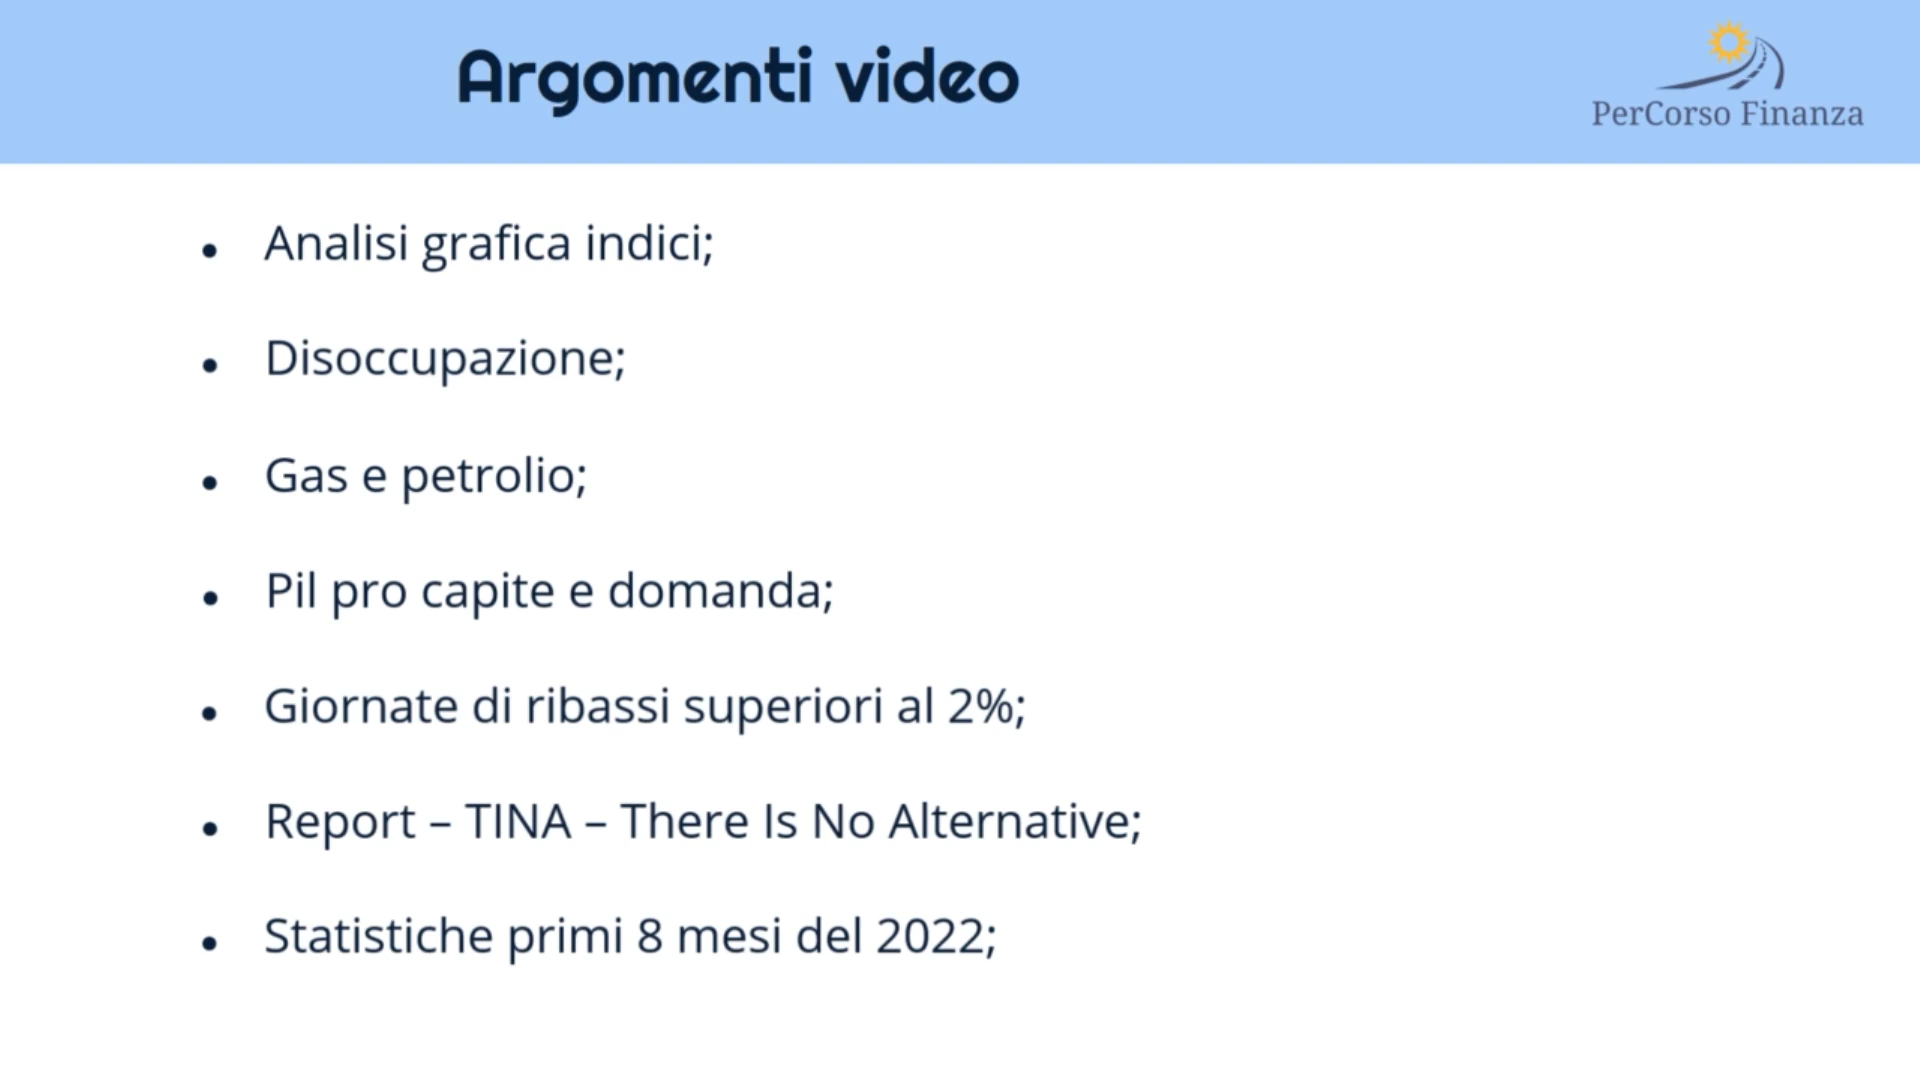 Argomenti video
PerCorso Finanza
• Analisi grafica indici;
• Disoccupazione;
• Gas e petrolio;
• Pil pro capite e domanda;
• Giornate di ribassi superiori al 2%;
• Report – TINA – There Is No Alternative;
• Statistiche primi 8 mesi del 2022;